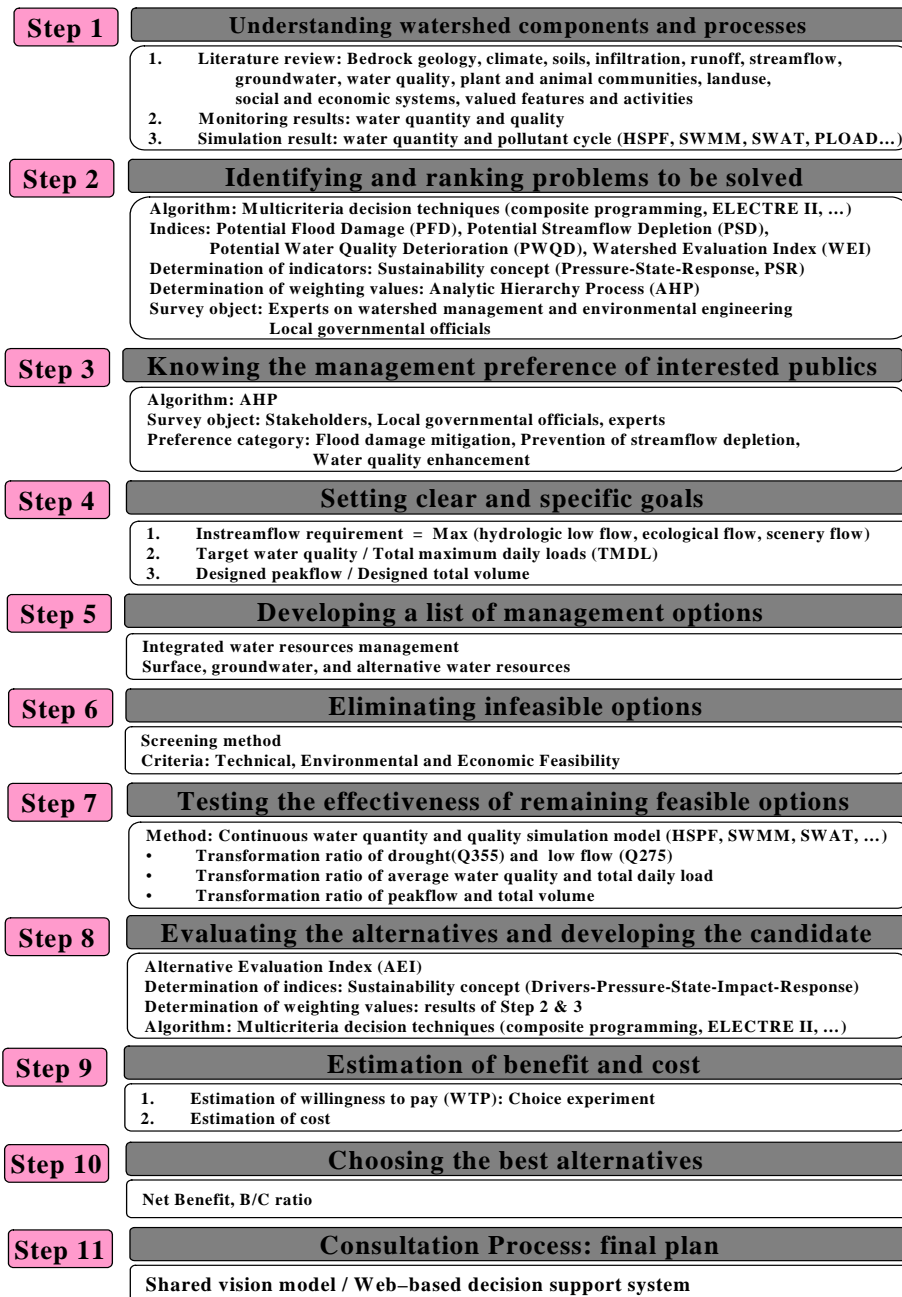 Step 1
Understanding watershed components and processes
1. Literature review: Bedrock geology, climate, soils, infiltration, runoff, streamflow,
groundwater, water quality, plant and animal communities, landuse,
social and economic systems, valued features and activities
2. Monitoring results: water quantity and quality
3. Simulation result: water quantity and pollutant cycle (HSPF, SWMM, SWAT, PLOAD…)
Step 2
Identifying and ranking problems to be solved
Algorithm: Multicriteria decision techniques (composite programming, ELECTRE II, …)
Indices: Potential Flood Damage (PFD), Potential Streamflow Depletion (PSD),
Potential Water Quality Deterioration (PWQD), Watershed Evaluation Index (WEI)
Determination of indicators: Sustainability concept (Pressure-State-Response, PSR)
Determination of weighting values: Analytic Hierarchy Process (AHP)
Survey object: Experts on watershed management and environmental engineering
Local governmental officials
Step 3
Knowing the management preference of interested publics
Algorithm: AHP
Survey object: Stakeholders, Local governmental officials, experts
Preference category: Flood damage mitigation, Prevention of streamflow depletion,
Water quality enhancement
Step 4
Setting clear and specific goals
1. Instreamflow requirement = Max (hydrologic low flow, ecological flow, scenery flow)
2. Target water quality / Total maximum daily loads (TMDL)
3. Designed peakflow / Designed total volume
Step 5
Developing a list of management options
Integrated water resources management
Surface, groundwater, and alternative water resources
Step 6
Eliminating infeasible options
Screening method
Criteria: Technical, Environmental and Economic Feasibility
Step 7
Testing the effectiveness of remaining feasible options
Method: Continuous water quantity and quality simulation model (HSPF, SWMM, SWAT, …)
• Transformation ratio of drought(Q355) and low flow (Q275)
• Transformation ratio of average water quality and total daily load
• Transformation ratio of peakflow and total volume
Step 8
Evaluating the alternatives and developing the candidate
Alternative Evaluation Index (AEI)
Determination of indices: Sustainability concept (Drivers-Pressure-State-Impact-Response)
Determination of weighting values: results of Step 2 & 3
Algorithm: Multicriteria decision techniques (composite programming, ELECTRE II, …)
Step 9
Estimation of benefit and cost
1. Estimation of willingness to pay (WTP): Choice experiment
2. Estimation of cost
Step 10
Choosing the best alternatives
Net Benefit, B/C ratio
Step 11
Consultation Process: final plan
Shared vision model / Web–based decision support system